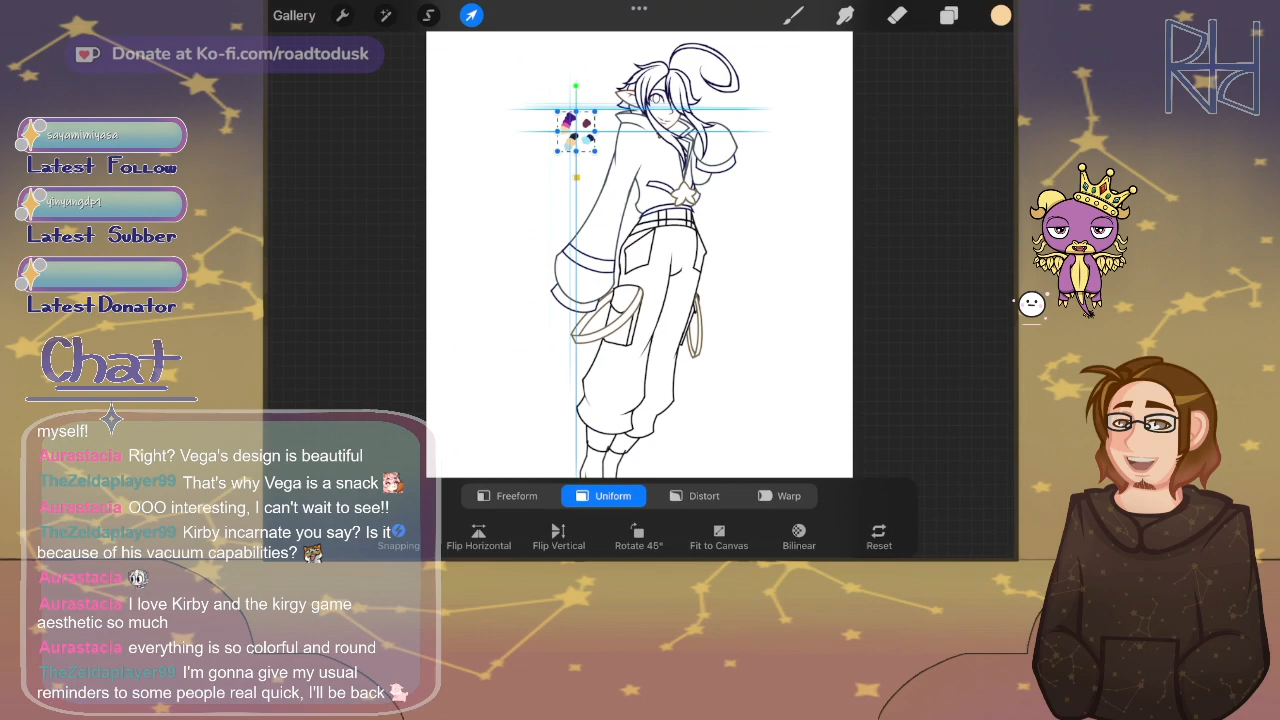 Gallery
Donate at Ko-fi.com/roadtodusk
RtD
sayamimiyasa
Latest Follow
yinyungdp1
Latest Subber
Latest Donator
Chat
myself!
Aurastacia Right? Vega's design is beautiful
TheZeldaplayer99 That's why Vega is a snack
Aurastacia OOO interesting, I can't wait to see!!
TheZeldaplayer99 Kirby incarnate you say? Is it
because of his vacuum capabilities?
Aurastacia
Aurastacia I love Kirby and the kirgy game
aesthetic so much
Aurastacia everything is so colorful and round
TheZeldaplayer99 I'm gonna give my usual
reminders to some people real quick, I'll be back
Freeform Uniform Distort Warp
Snapping Flip Horizontal Flip Vertical Rotate 45° Fit to Canvas Bilinear Reset